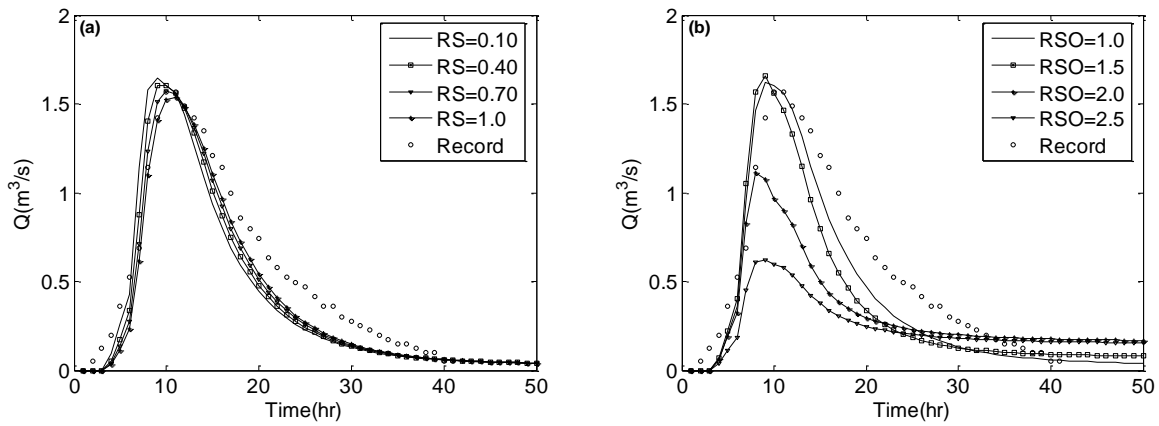 (a)
RS=0.10
RS=0.40
RS=0.70
RS=1.0
Record
2
1.5
1
0.5
0
Q(m³/s)
0 10 20 30 40 50
Time(hr)
(b)
RSO=1.0
RSO=1.5
RSO=2.0
RSO=2.5
Record
2
1.5
1
0.5
0
Q(m³/s)
0 10 20 30 40 50
Time(hr)